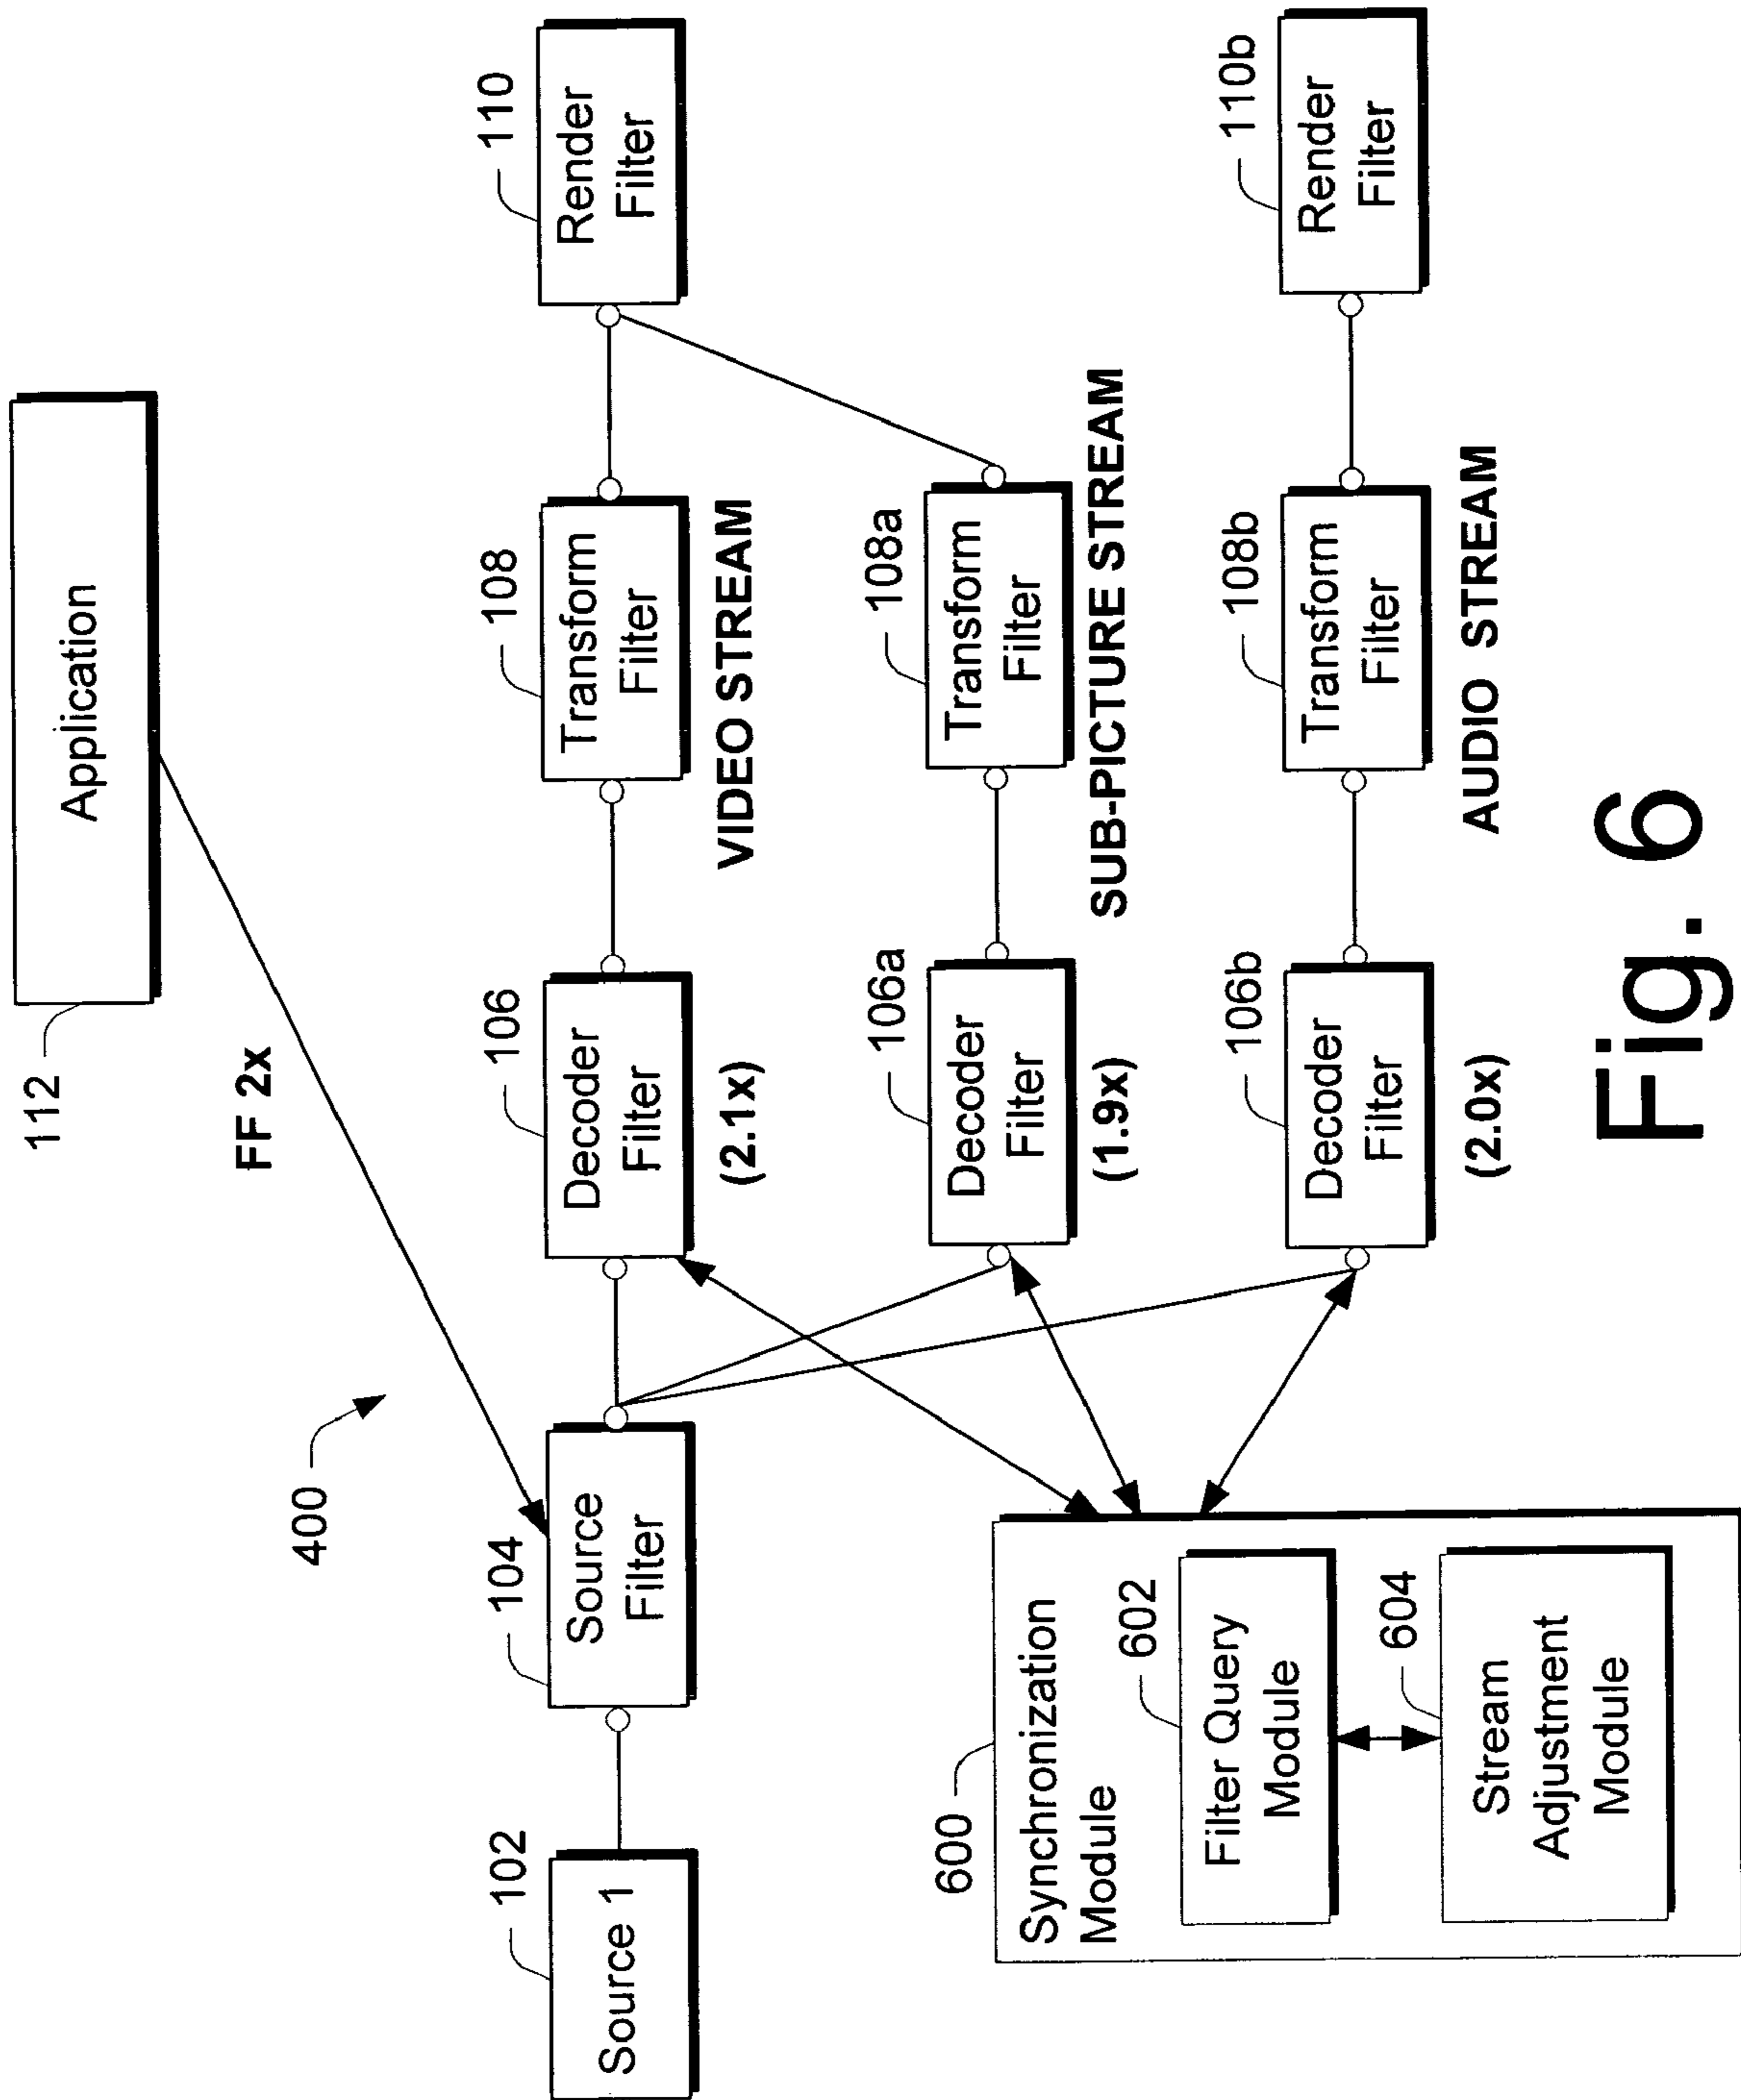 112
Application
FF 2x
400
102
Source 1
104
Source
Filter
106
Decoder
Filter
(2.1x)
108
Transform
Filter
VIDEO STREAM
110
Render
Filter
106a
Decoder
Filter
(1.9x)
108a
Transform
Filter
SUB-PICTURE STREAM
106b
Decoder
Filter
(2.0x)
108b
Transform
Filter
AUDIO STREAM
110b
Render
Filter
600
Synchronization
Module
602
Filter Query
Module
604
Stream
Adjustment
Module
Fig. 6